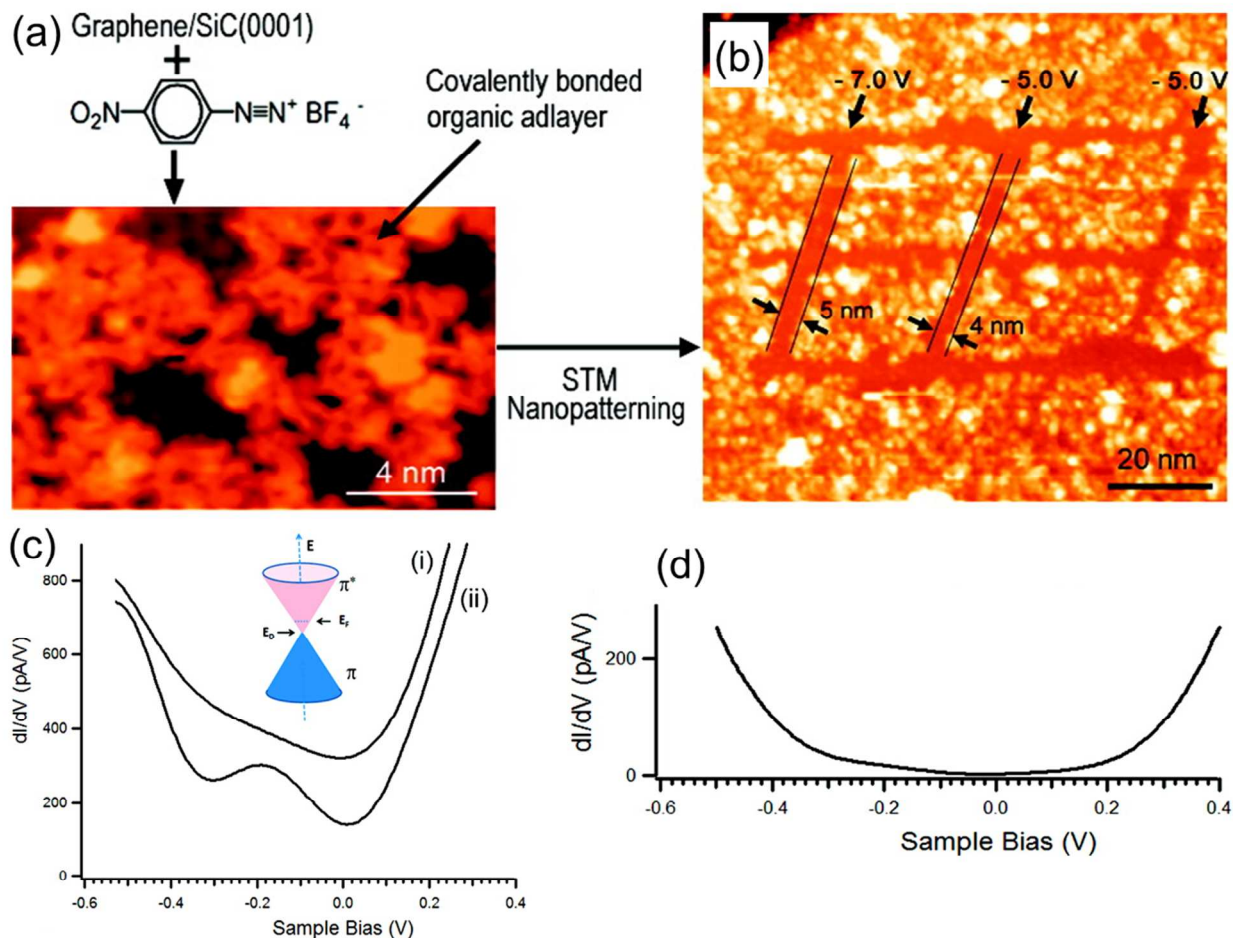 (a)
Graphene/SiC(0001)
+
O₂N
N≡N⁺ BF₄⁻
Covalently bonded
organic adlayer
4 nm
STM
Nanopatterning
(b)
- 7.0 V
- 5.0 V
- 5.0 V
5 nm
4 nm
20 nm
(c)
E
π*
E_D
E_F
π
(i)
(ii)
800
600
400
200
0
dI/dV (pA/V)
-0.6
-0.4
-0.2
0.0
0.2
0.4
Sample Bias (V)
(d)
200
0
dI/dV (pA/V)
-0.6
-0.4
-0.2
0.0
0.2
0.4
Sample Bias (V)